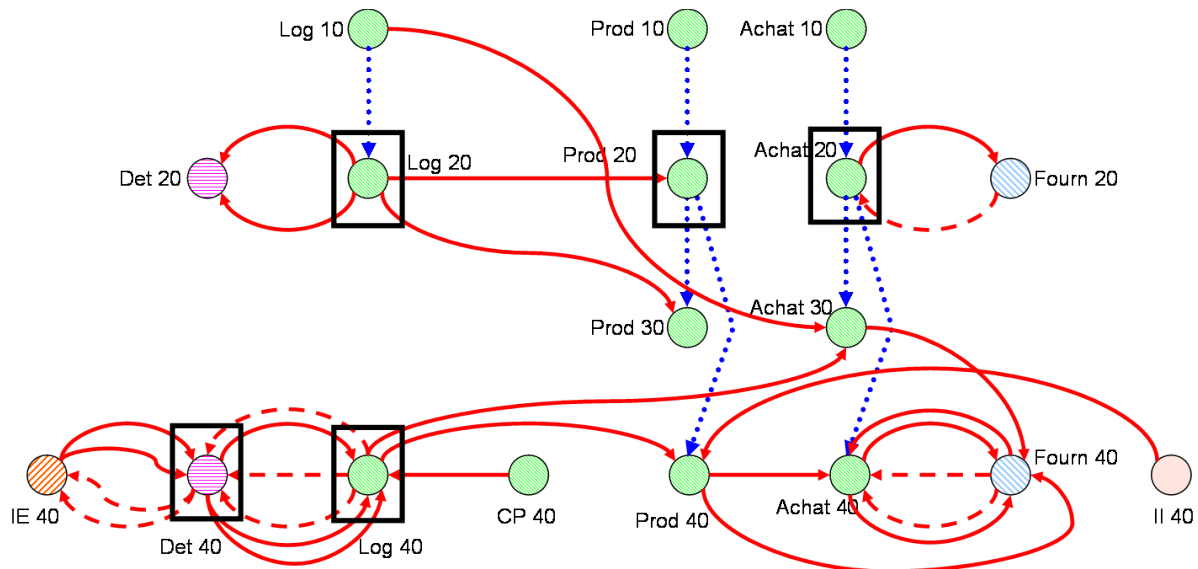 Log 10
Prod 10
Achat 10
Det 20
Log 20
Prod 20
Achat 20
Fourn 20
Prod 30
Achat 30
IE 40
Det 40
Log 40
CP 40
Prod 40
Achat 40
Fourn 40
II 40